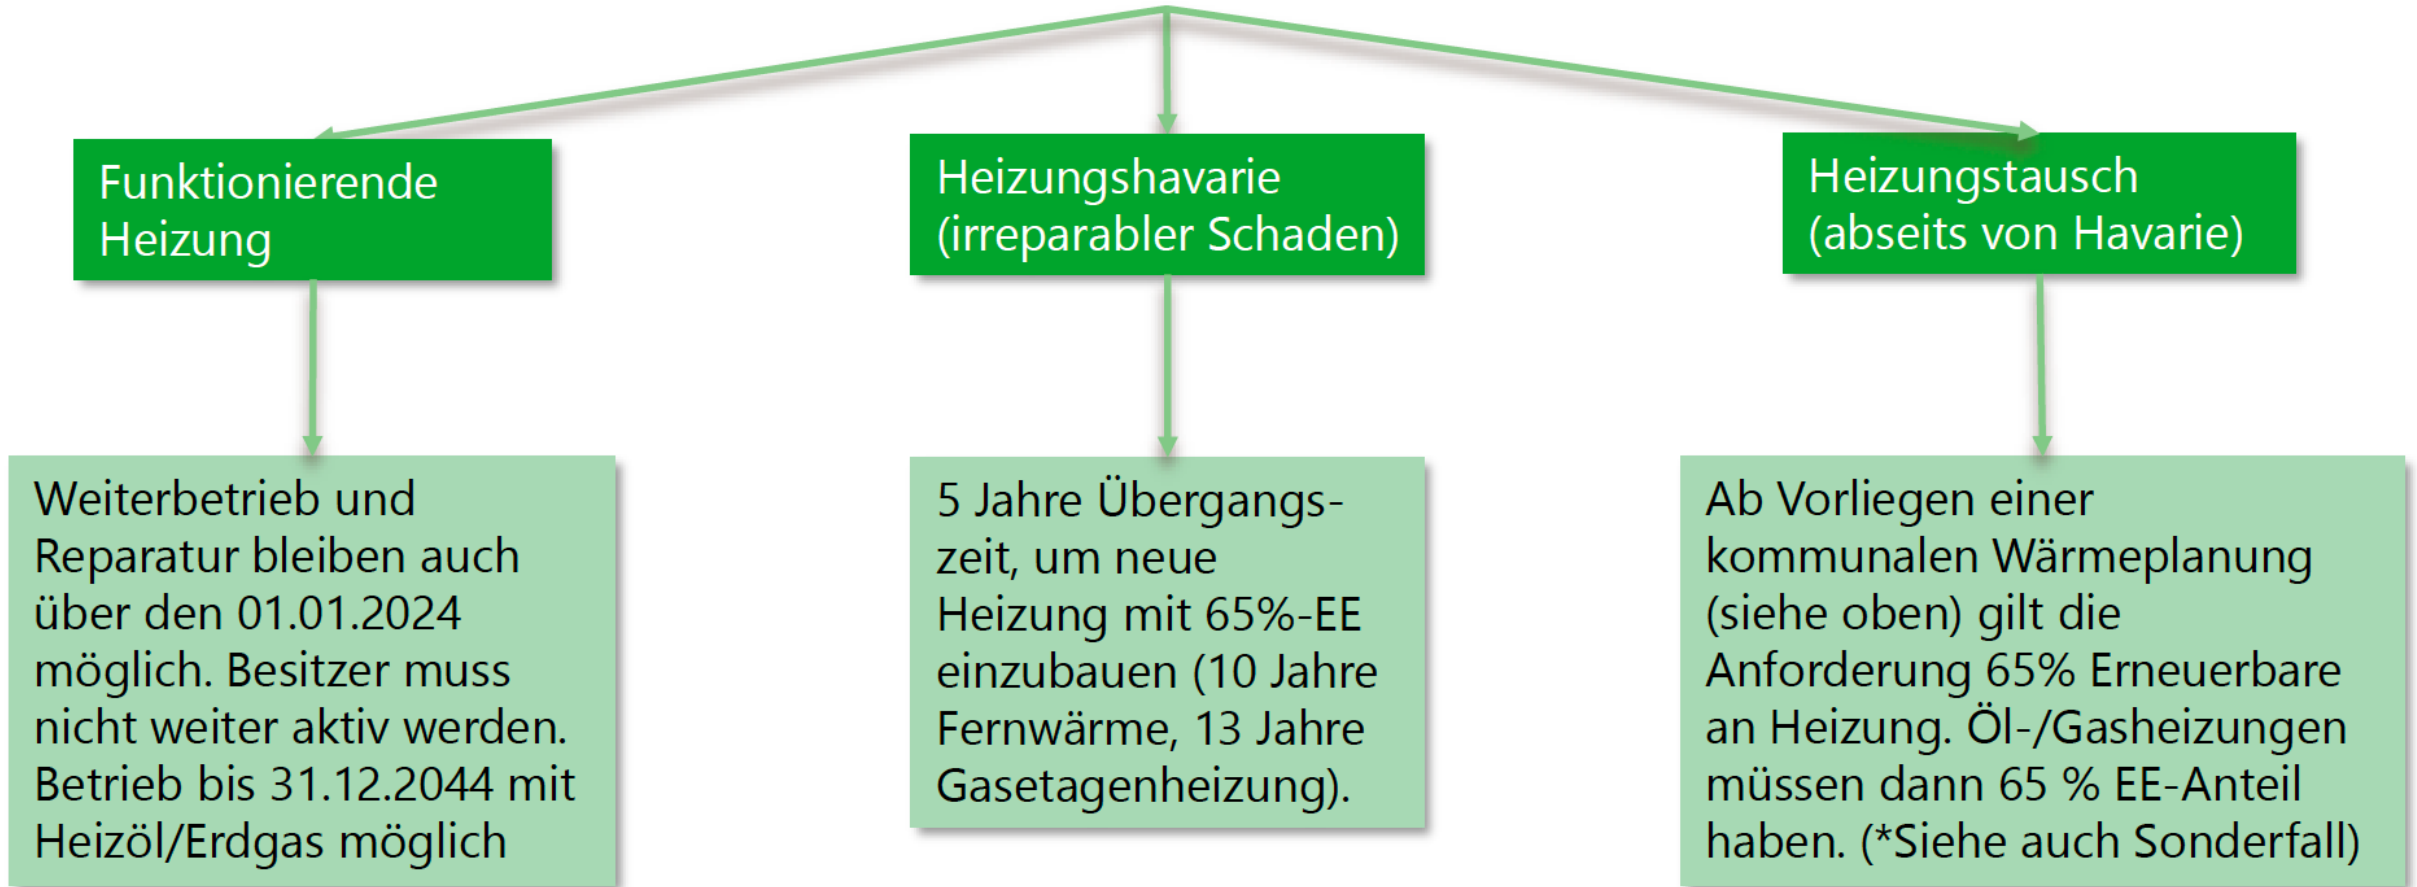 Funktionierende
Heizung
Heizungshavarie
(irreparabler Schaden)
Heizungstausch
(abseits von Havarie)
Weiterbetrieb und
Reparatur bleiben auch
über den 01.01.2024
möglich. Besitzer muss
nicht weiter aktiv werden.
Betrieb bis 31.12.2044 mit
Heizöl/Erdgas möglich
5 Jahre Übergangs-
zeit, um neue
Heizung mit 65%-EE
einzubauen (10 Jahre
Fernwärme, 13 Jahre
Gasetagenheizung).
Ab Vorliegen einer
kommunalen Wärmeplanung
(siehe oben) gilt die
Anforderung 65% Erneuerbare
an Heizung. Öl-/Gasheizungen
müssen dann 65 % EE-Anteil
haben. (*Siehe auch Sonderfall)